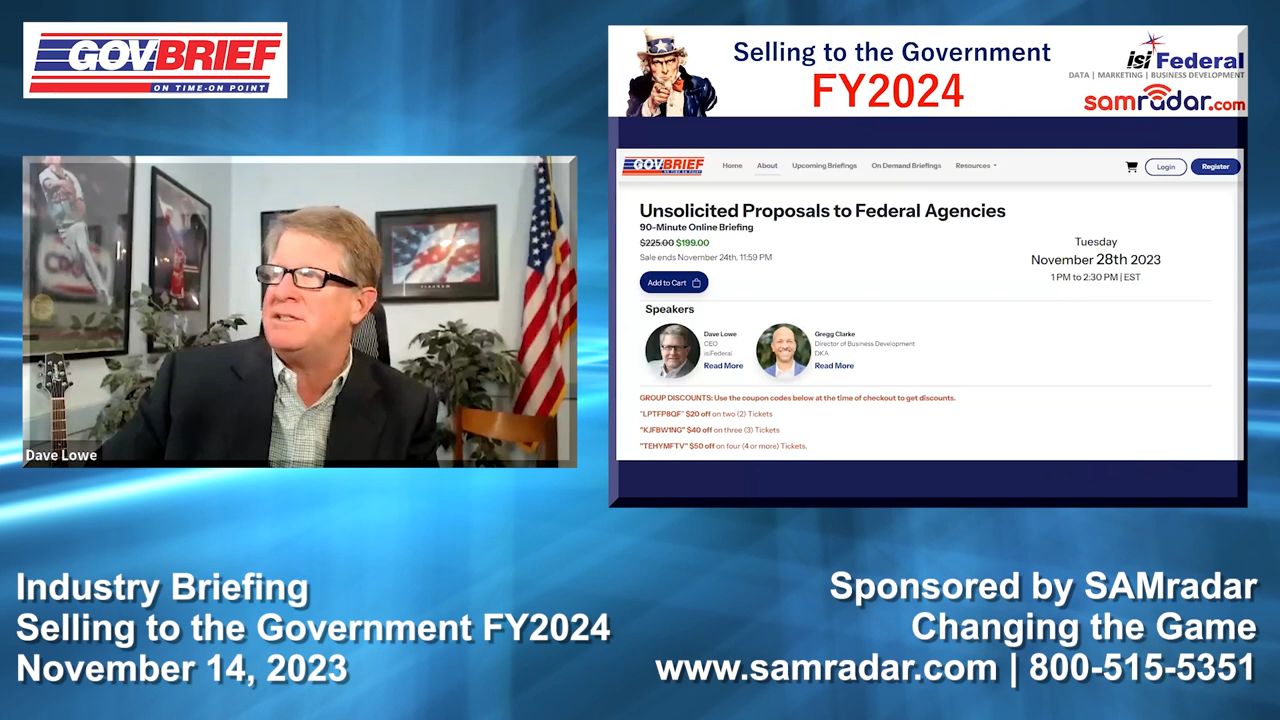 GOVBRIEF
ON TIME-ON POINT
Dave Lowe
Selling to the Government
FY2024
isiFederal
DATA | MARKETING | BUSINESS DEVELOPMENT
samradar.com
GOVBRIEF
ON TIME ON POINT
Home About Upcoming Briefings On Demand Briefings Resources
Login Register
Unsolicited Proposals to Federal Agencies
90-Minute Online Briefing
$225.00 $199.00
Sale ends November 24th, 11:59 PM
Add to Cart
Tuesday
November 28th 2023
1 PM to 2:30 PM | EST
Speakers
Dave Lowe
CEO
isiFederal
Read More
Gregg Clarke
Director of Business Development
DKA
Read More
GROUP DISCOUNTS: Use the coupon codes below at the time of checkout to get discounts.
"LPTFP8QF" $20 off on two (2) Tickets
"KJFBW1NG" $40 off on three (3) Tickets
"TEHYMFTV" $50 off on four (4 or more) Tickets.
Industry Briefing
Selling to the Government FY2024
November 14, 2023
Sponsored by SAMradar
Changing the Game
www.samradar.com | 800-515-5351